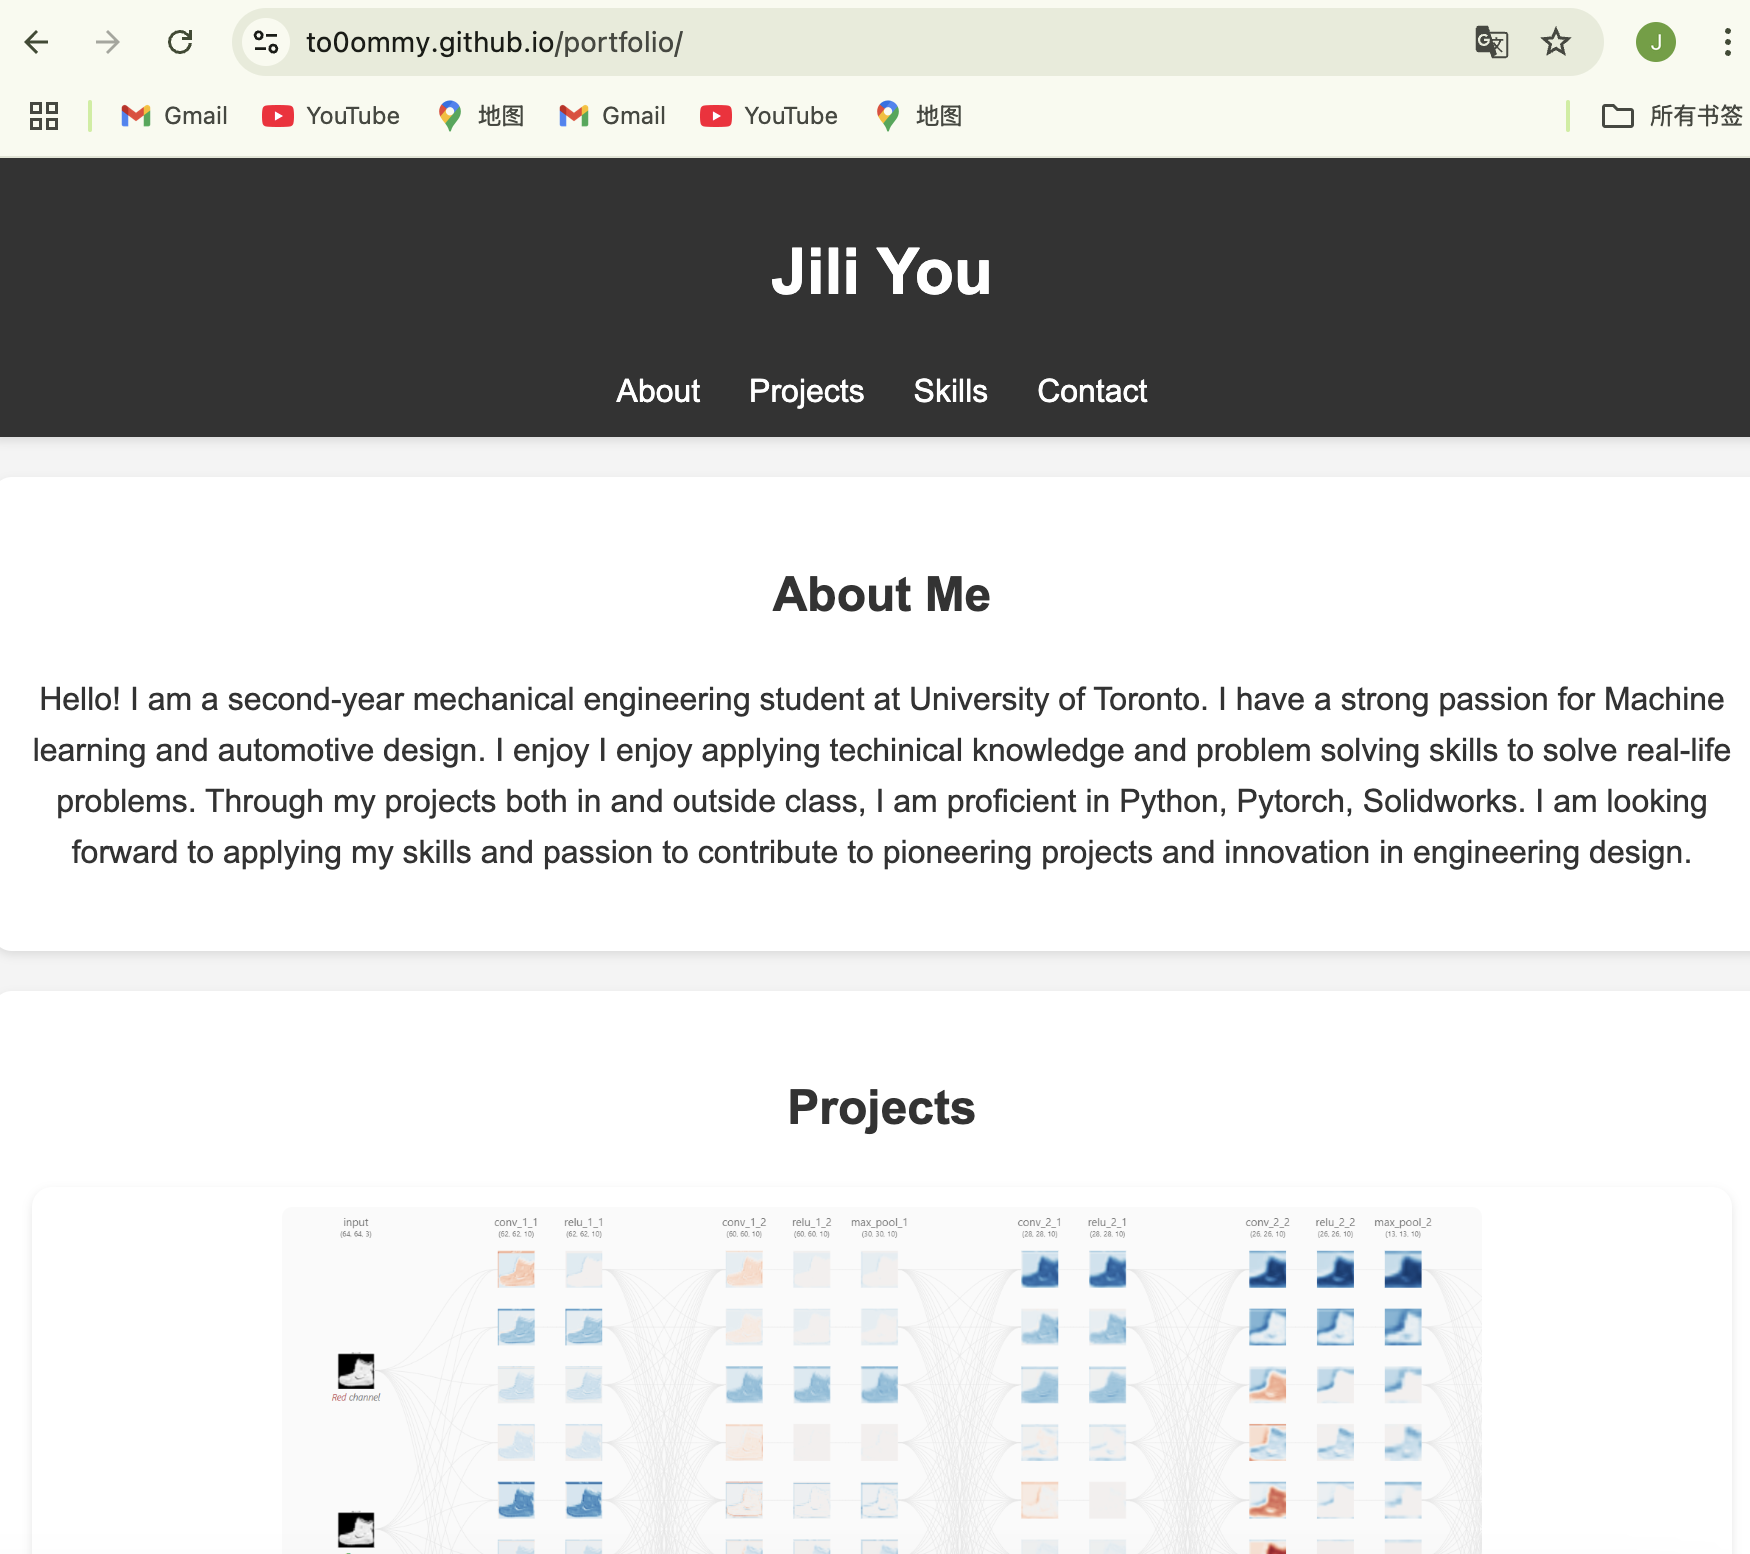 to0ommy.github.io/portfolio/
J
Gmail YouTube 地图 Gmail YouTube 地图 所有书签
Jili You
About Projects Skills Contact
About Me
Hello! I am a second-year mechanical engineering student at University of Toronto. I have a strong passion for Machine
learning and automotive design. I enjoy I enjoy applying techinical knowledge and problem solving skills to solve real-life
problems. Through my projects both in and outside class, I am proficient in Python, Pytorch, Solidworks. I am looking
forward to applying my skills and passion to contribute to pioneering projects and innovation in engineering design.
Projects
input conv_1_1 relu_1_1 conv_1_2 relu_1_2 max_pool_1 conv_2_1 relu_2_1 conv_2_2 relu_2_2 max_pool_2
(64, 64, 3) (62, 62, 10) (62, 62, 10) (60, 60, 10) (60, 60, 10) (30, 30, 10) (28, 28, 10) (28, 28, 10) (26, 26, 10) (26, 26, 10) (13, 13, 10)
Red channel